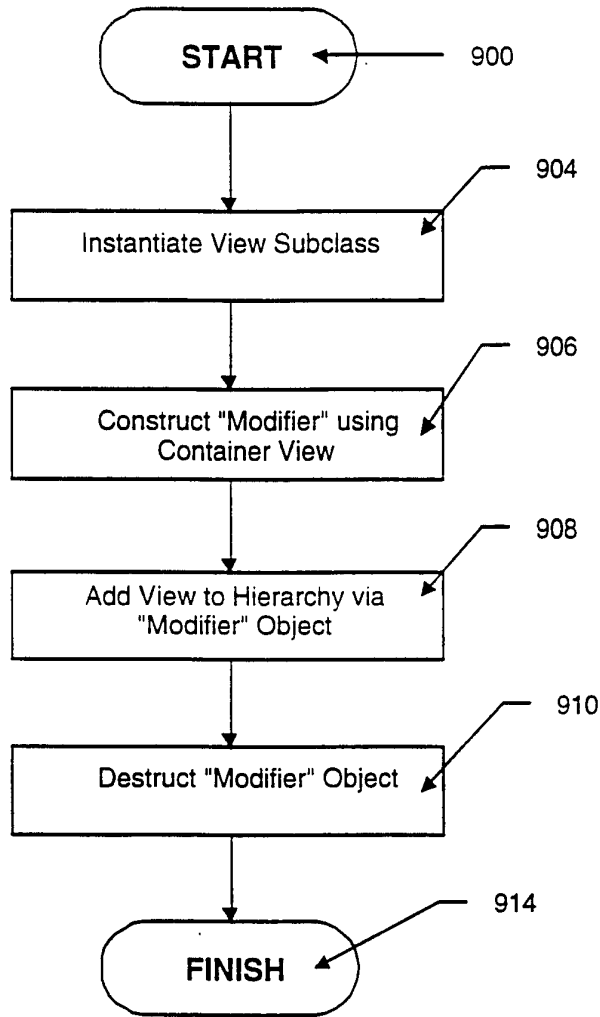 START
900
904
Instantiate View Subclass
906
Construct "Modifier" using
Container View
908
Add View to Hierarchy via
"Modifier" Object
910
Destruct "Modifier" Object
914
FINISH